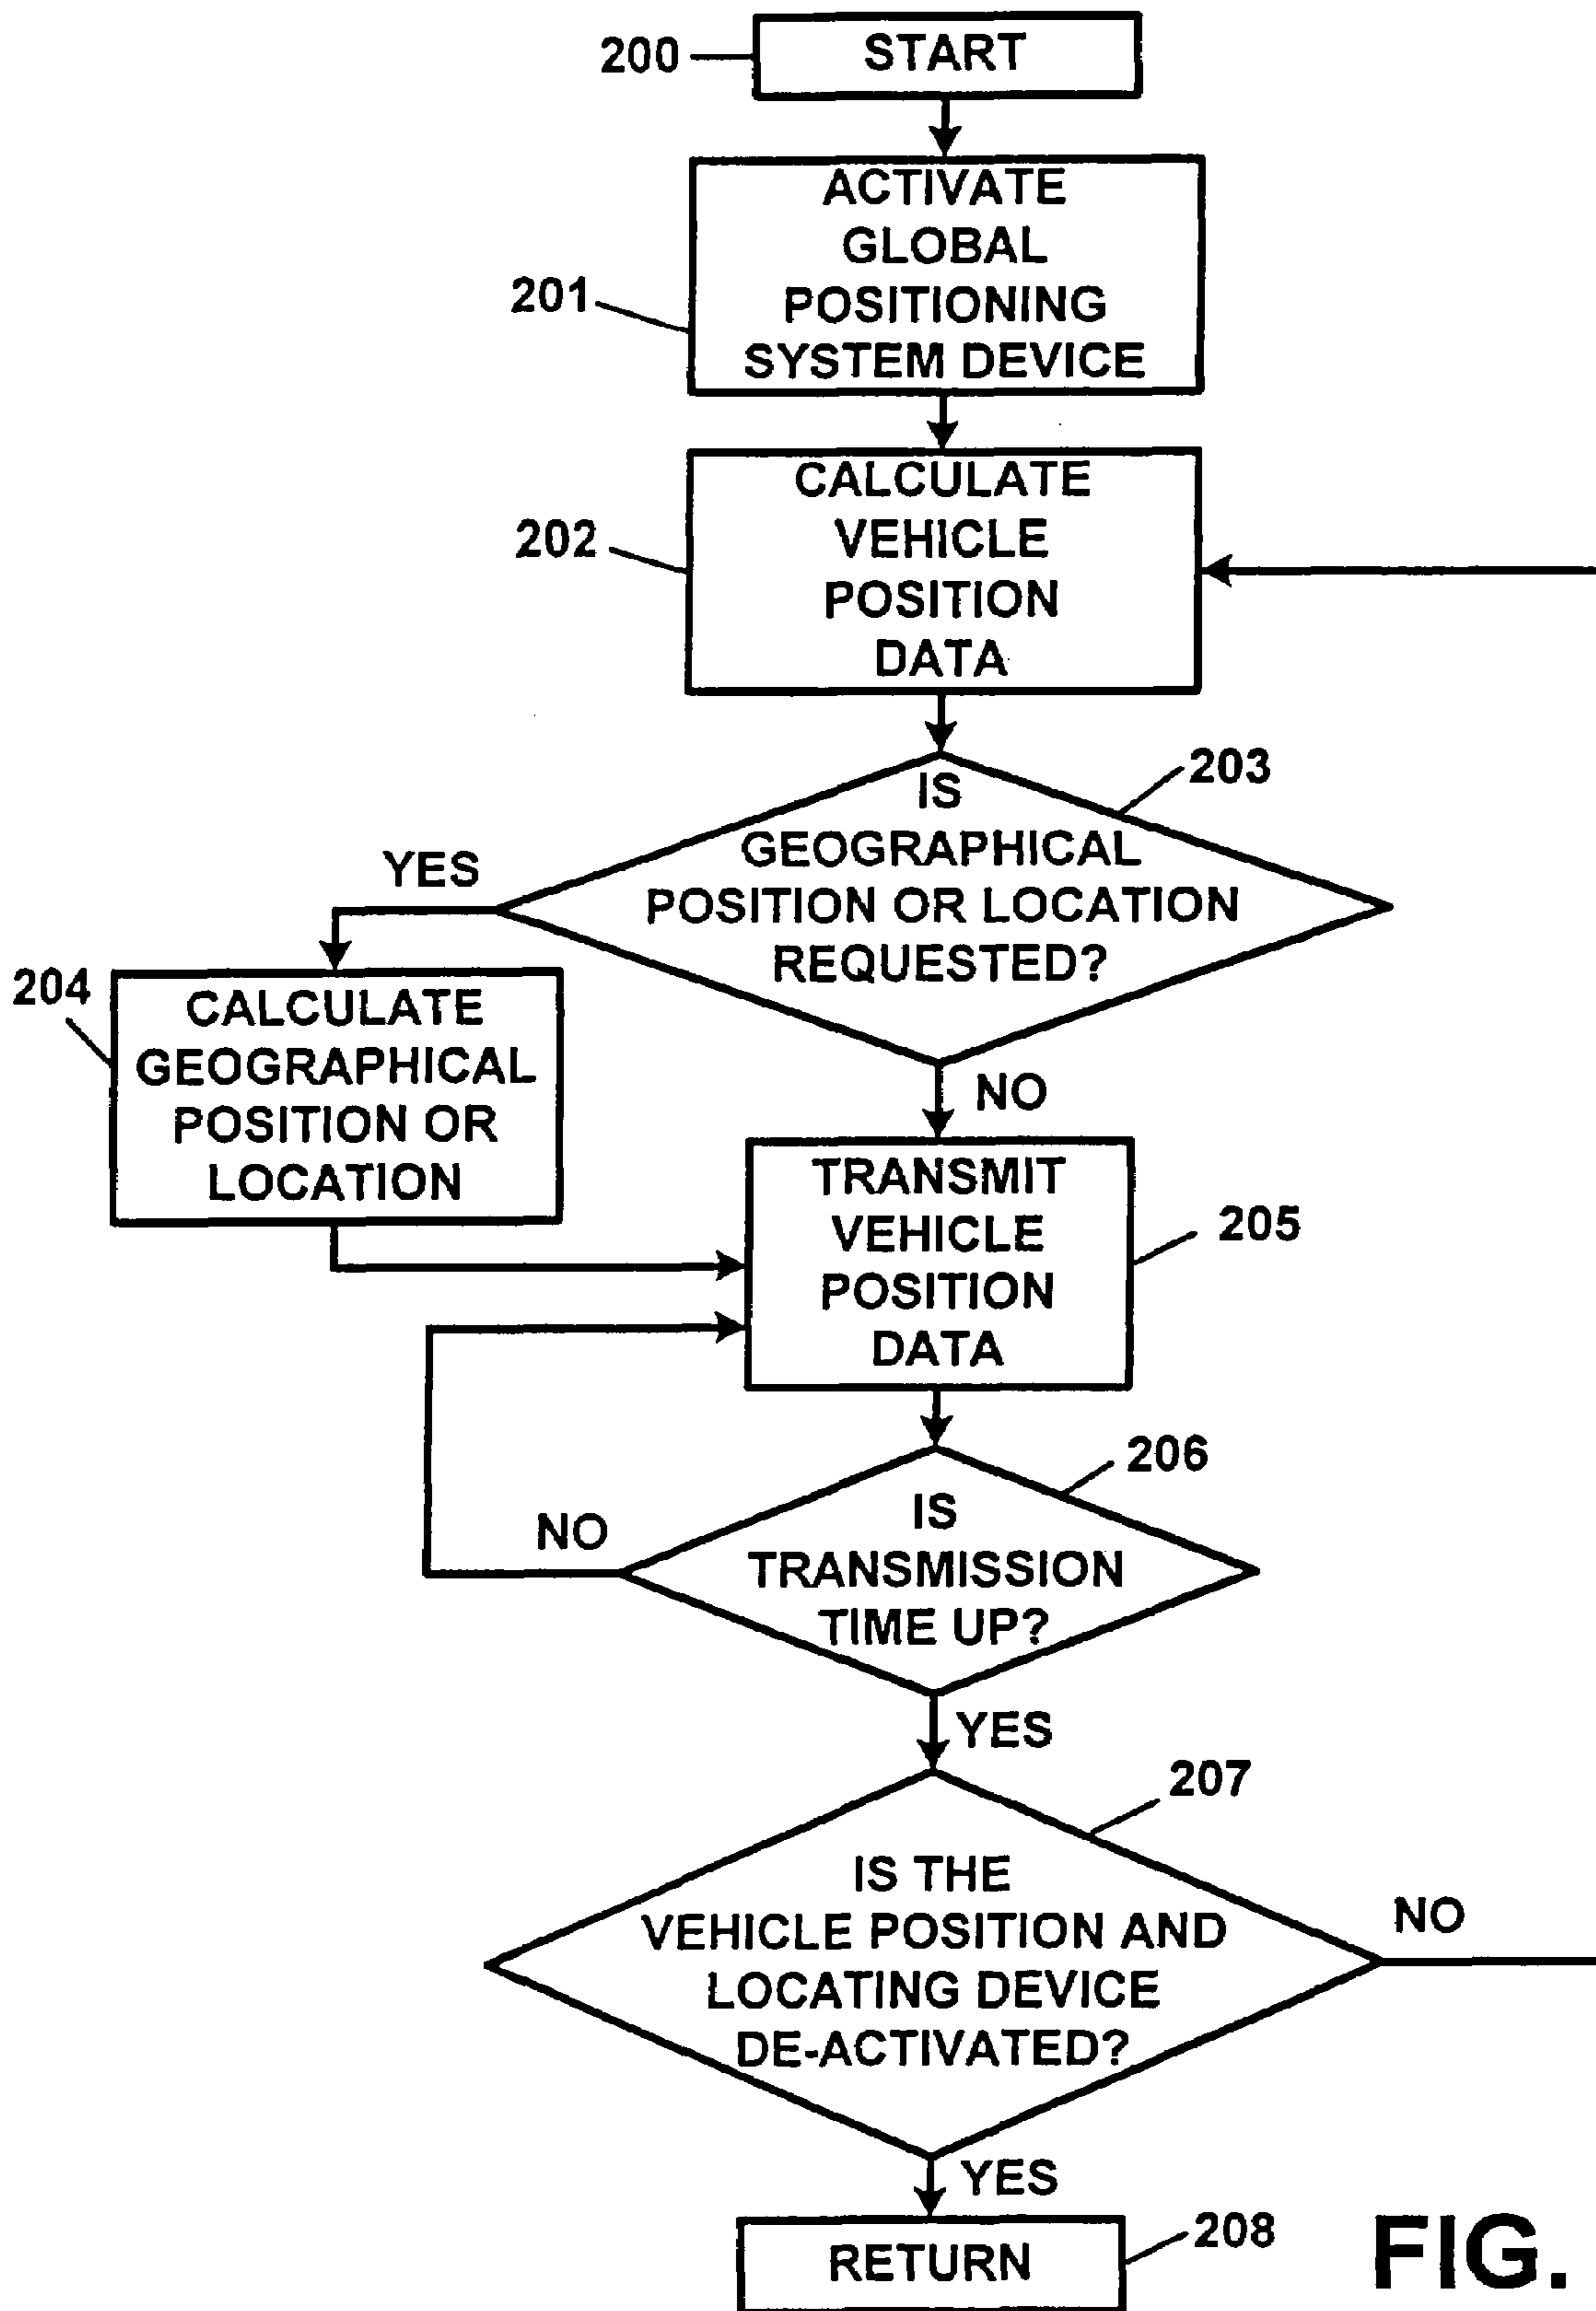 200
START
ACTIVATE
GLOBAL
POSITIONING
SYSTEM DEVICE
201
CALCULATE
VEHICLE
POSITION
DATA
202
203
IS
GEOGRAPHICAL
POSITION OR LOCATION
REQUESTED?
YES
NO
204
CALCULATE
GEOGRAPHICAL
POSITION OR
LOCATION
TRANSMIT
VEHICLE
POSITION
DATA
205
206
IS
TRANSMISSION
TIME UP?
NO
YES
207
IS THE
VEHICLE POSITION AND
LOCATING DEVICE
DE-ACTIVATED?
NO
YES
RETURN
208
FIG.